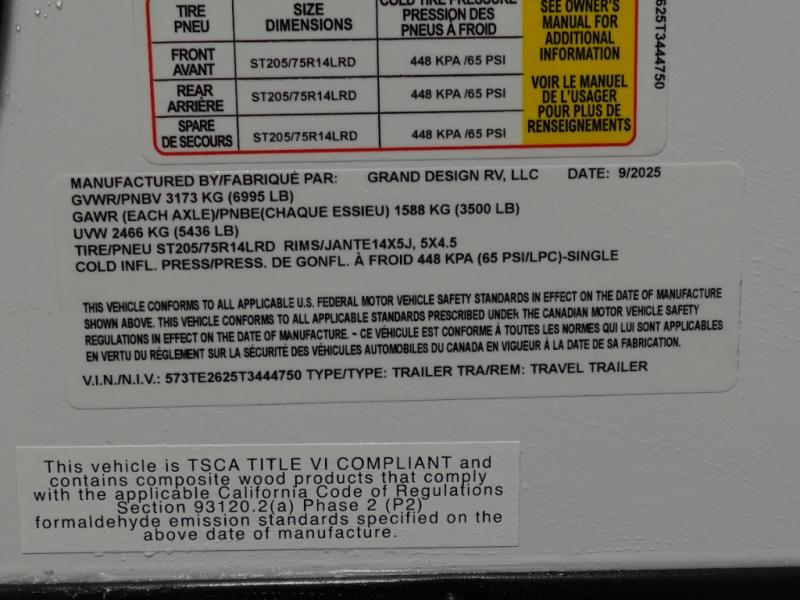 TIRE
PNEU
SIZE
DIMENSIONS
COLD TIRE PRESSURE
PRESSION DES
PNEUS À FROID
SEE OWNER'S
MANUAL FOR
ADDITIONAL
INFORMATION
VOIR LE MANUEL
DE L'USAGER
POUR PLUS DE
RENSEIGNEMENTS
FRONT
AVANT
ST205/75R14LRD
448 KPA /65 PSI
REAR
ARRIÈRE
ST205/75R14LRD
448 KPA /65 PSI
SPARE
DE SECOURS
ST205/75R14LRD
448 KPA /65 PSI
2625T3444750
MANUFACTURED BY/FABRIQUÉ PAR: GRAND DESIGN RV, LLC DATE: 9/2025
GVWR/PNBV 3173 KG (6995 LB)
GAWR (EACH AXLE)/PNBE(CHAQUE ESSIEU) 1588 KG (3500 LB)
UVW 2466 KG (5436 LB)
TIRE/PNEU ST205/75R14LRD RIMS/JANTE14X5J, 5X4.5
COLD INFL. PRESS/PRESS. DE GONFL. À FROID 448 KPA (65 PSI/LPC)-SINGLE
THIS VEHICLE CONFORMS TO ALL APPLICABLE U.S. FEDERAL MOTOR VEHICLE SAFETY STANDARDS IN EFFECT ON THE DATE OF MANUFACTURE
SHOWN ABOVE. THIS VEHICLE CONFORMS TO ALL APPLICABLE STANDARDS PRESCRIBED UNDER THE CANADIAN MOTOR VEHICLE SAFETY
REGULATIONS IN EFFECT ON THE DATE OF MANUFACTURE. ~ CE VÉHICULE EST CONFORME À TOUTES LES NORMES QUI LUI SONT APPLICABLES
EN VERTU DU RÈGLEMENT SUR LA SÉCURITÉ DES VÉHICULES AUTOMOBILES DU CANADA EN VIGUEUR À LA DATE DE SA FABRICATION.
V.I.N./N.I.V.: 573TE2625T3444750 TYPE/TYPE: TRAILER TRA/REM: TRAVEL TRAILER
This vehicle is TSCA TITLE VI COMPLIANT and
contains composite wood products that comply
with the applicable California Code of Regulations
Section 93120.2(a) Phase 2 (P2)
formaldehyde emission standards specified on the
above date of manufacture.